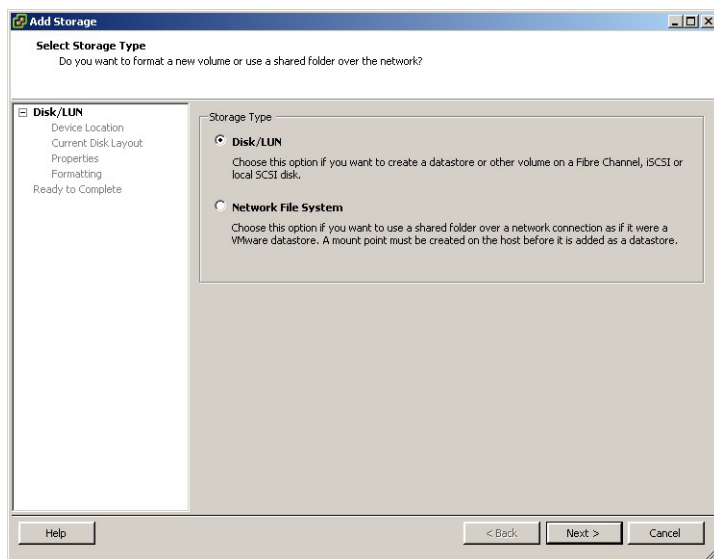 Add Storage
Select Storage Type
Do you want to format a new volume or use a shared folder over the network?
Disk/LUN
Device Location
Current Disk Layout
Properties
Formatting
Ready to Complete
Storage Type
Disk/LUN
Choose this option if you want to create a datastore or other volume on a Fibre Channel, iSCSI or
local SCSI disk.
Network File System
Choose this option if you want to use a shared folder over a network connection as if it were a
VMware datastore. A mount point must be created on the host before it is added as a datastore.
Help
< Back
Next >
Cancel